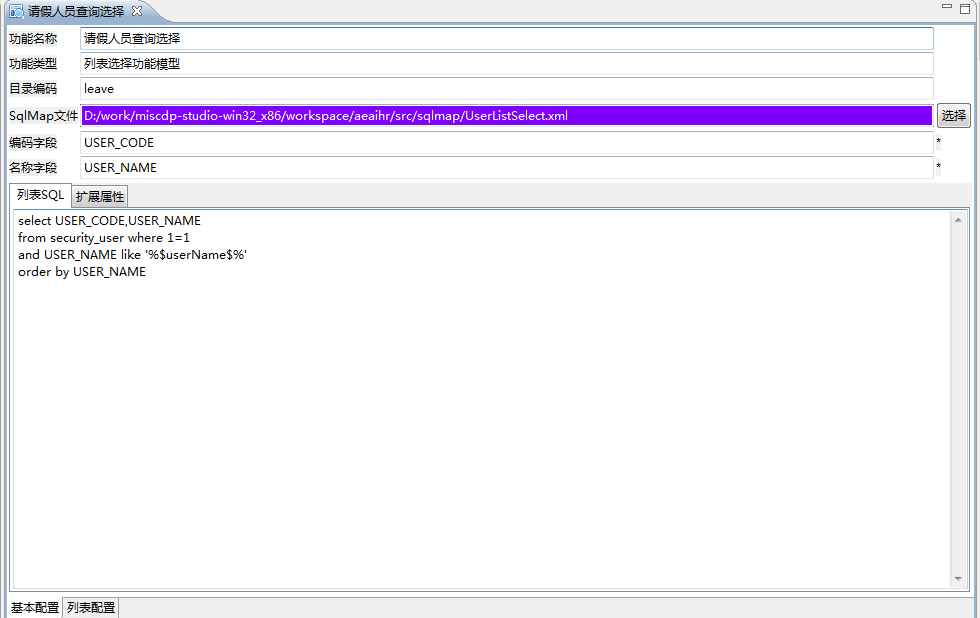 请假人员查询选择
功能名称 请假人员查询选择
功能类型 列表选择功能模型
目录编码 leave
SqlMap文件 D:/work/miscdp-studio-win32_x86/workspace/aeaihr/src/sqlmap/UserListSelect.xml 选择
编码字段 USER_CODE *
名称字段 USER_NAME *
列表SQL 扩展属性
select USER_CODE,USER_NAME
from security_user where 1=1
and USER_NAME like '%$userName$%'
order by USER_NAME
基本配置 列表配置